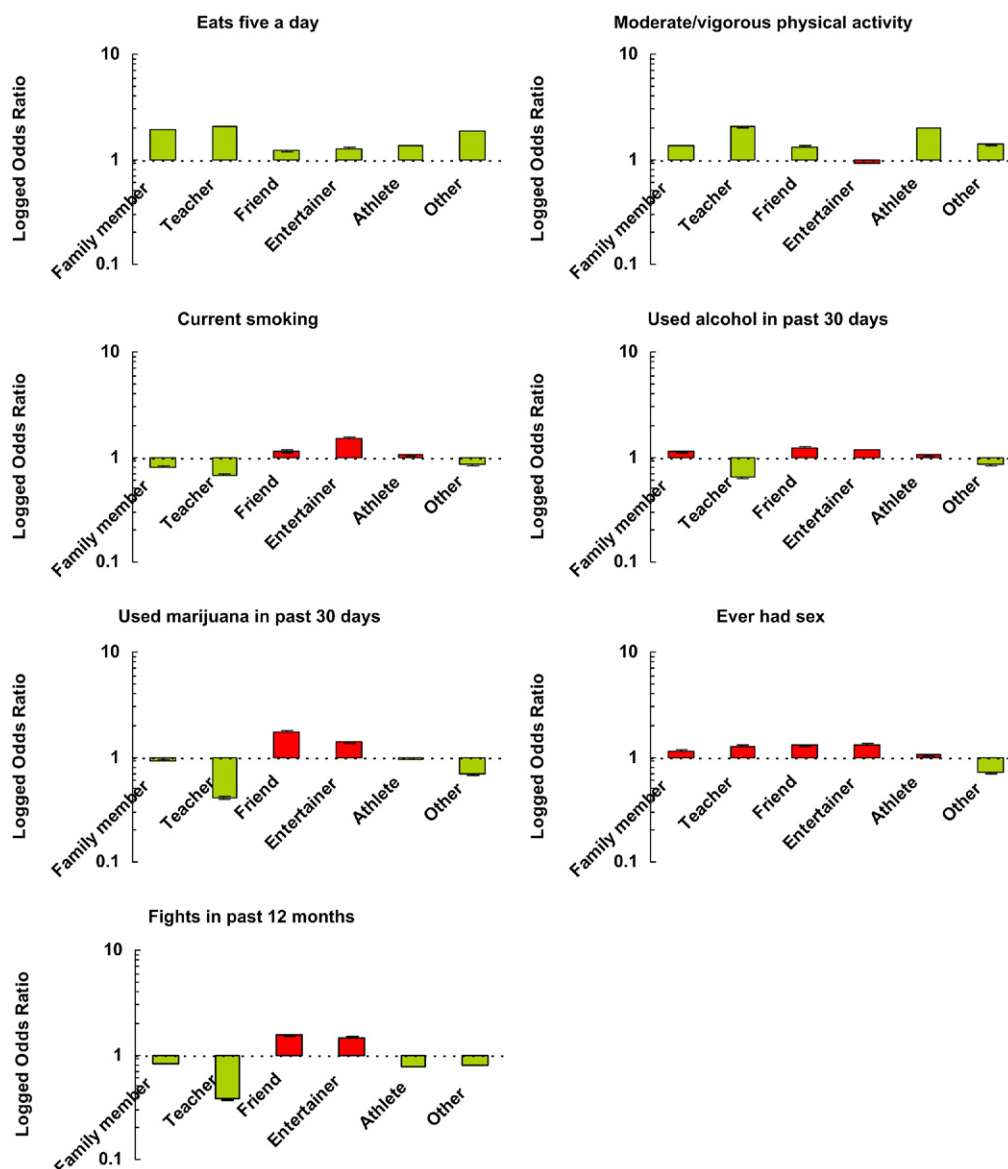 Eats five a day
Logged Odds Ratio
10
1
0.1
Family member
Teacher
Friend
Entertainer
Athlete
Other
Moderate/vigorous physical activity
Logged Odds Ratio
10
1
0.1
Family member
Teacher
Friend
Entertainer
Athlete
Other
Current smoking
Logged Odds Ratio
10
1
0.1
Family member
Teacher
Friend
Entertainer
Athlete
Other
Used alcohol in past 30 days
Logged Odds Ratio
10
1
0.1
Family member
Teacher
Friend
Entertainer
Athlete
Other
Used marijuana in past 30 days
Logged Odds Ratio
10
1
0.1
Family member
Teacher
Friend
Entertainer
Athlete
Other
Ever had sex
Logged Odds Ratio
10
1
0.1
Family member
Teacher
Friend
Entertainer
Athlete
Other
Fights in past 12 months
Logged Odds Ratio
10
1
0.1
Family member
Teacher
Friend
Entertainer
Athlete
Other